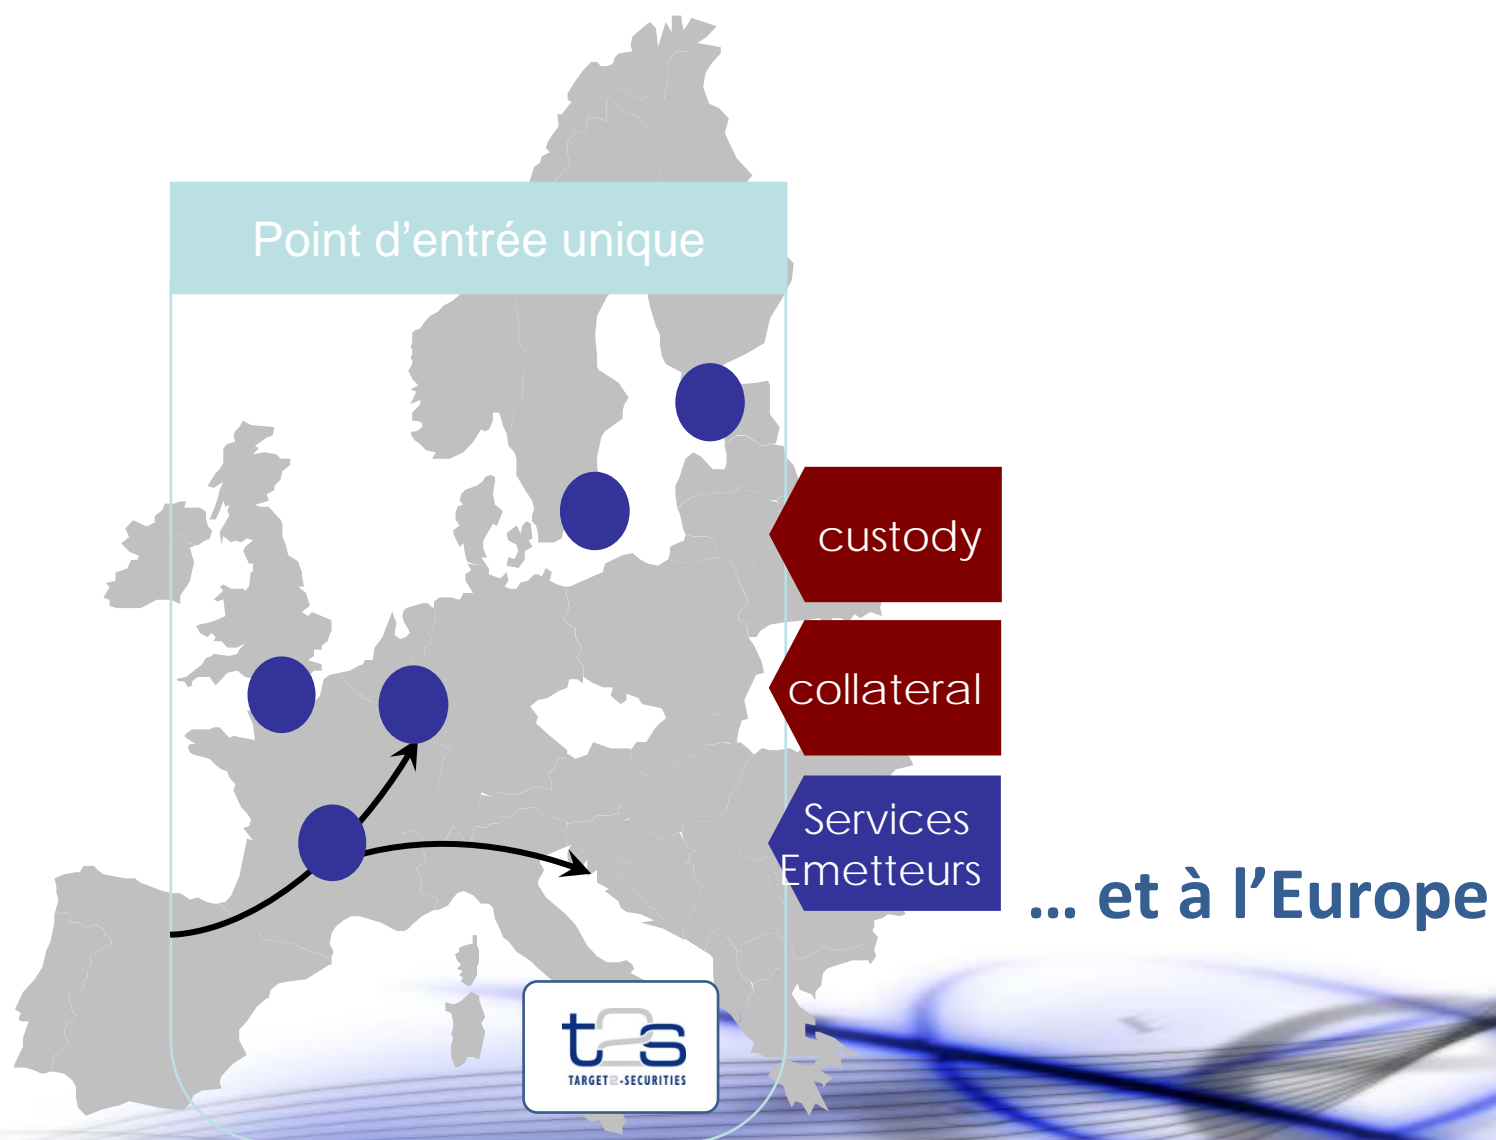 Point d’entrée unique
custody
collateral
Services
Emetteurs
… et à l’Europe
t2s
TARGET2-SECURITIES